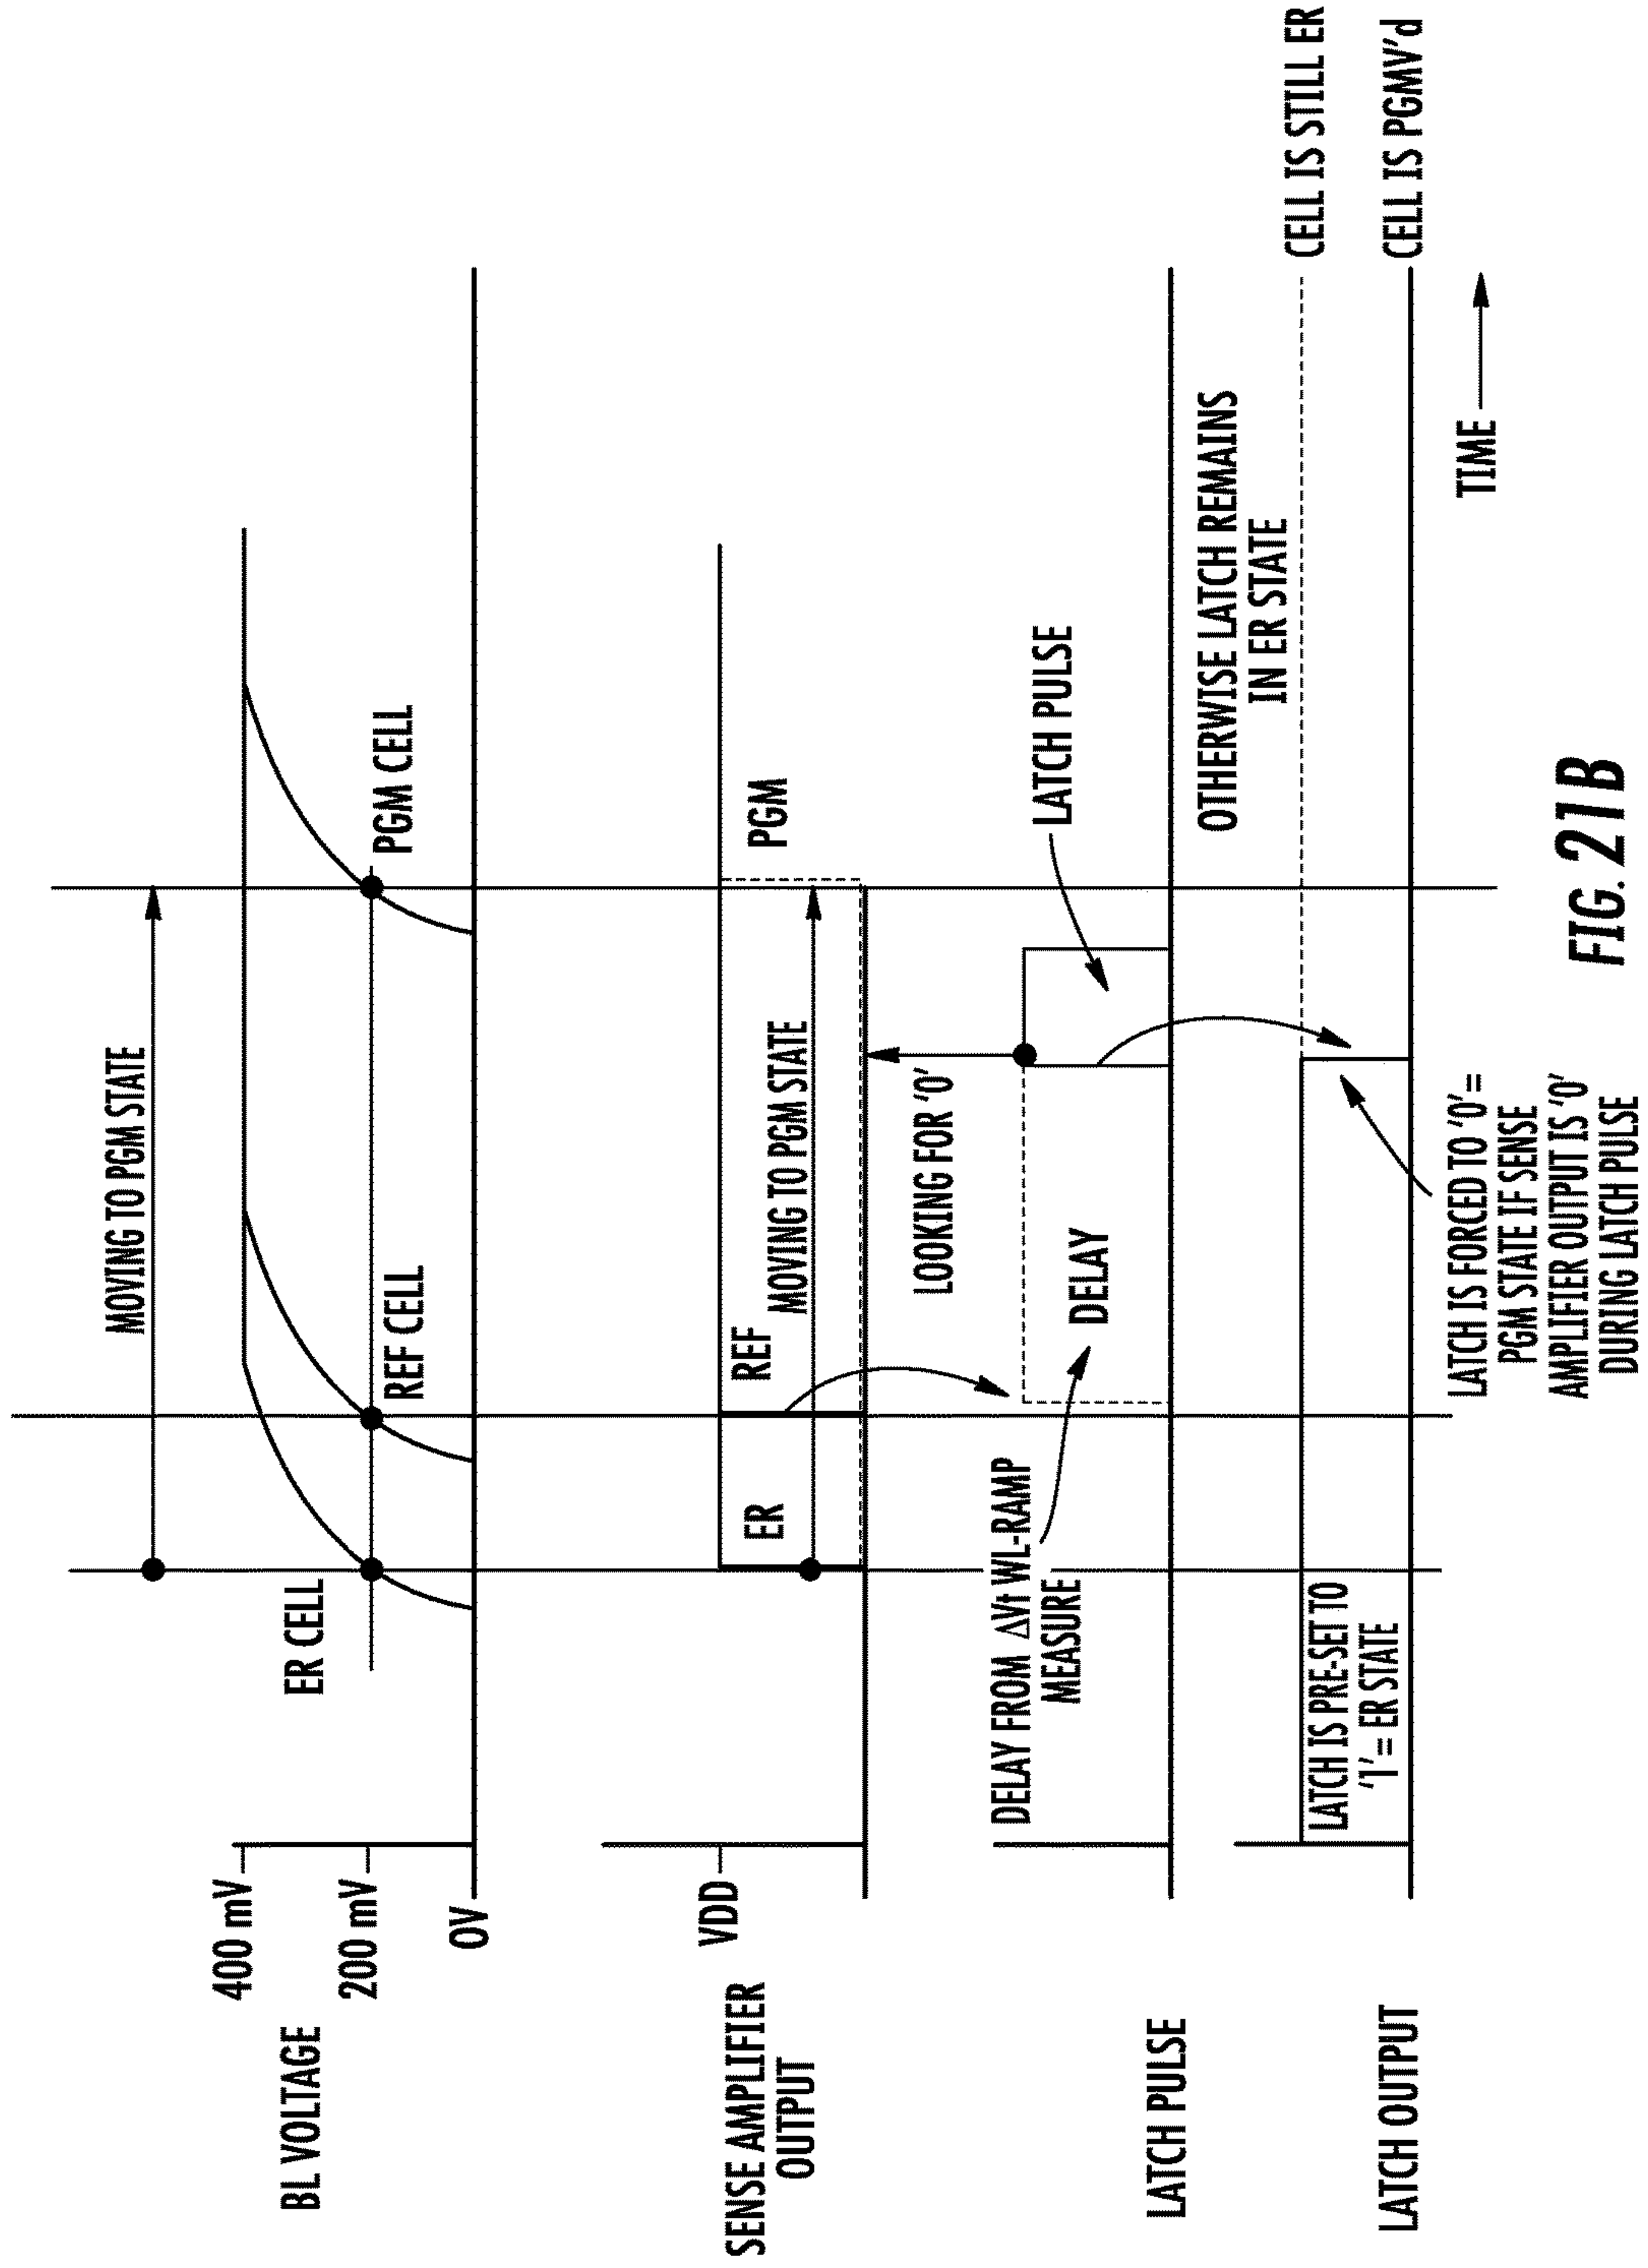 MOVING TO PGM STATE
400 mV
BL VOLTAGE
200 mV
0V
ER CELL
REF CELL
PGM CELL
VDD
SENSE AMPLIFIER
OUTPUT
ER
REF
PGM
MOVING TO PGM STATE
LOOKING FOR '0'
DELAY FROM ΔVt WL-RAMP
MEASURE
DELAY
LATCH PULSE
LATCH PULSE
OTHERWISE LATCH REMAINS
IN ER STATE
CELL IS STILL ER
LATCH IS PRE-SET TO
'1'= ER STATE
LATCH OUTPUT
CELL IS PGMV'd
LATCH IS FORCED TO '0'=
PGM STATE IF SENSE
AMPLIFIER OUTPUT IS '0'
DURING LATCH PULSE
TIME
FIG. 21B